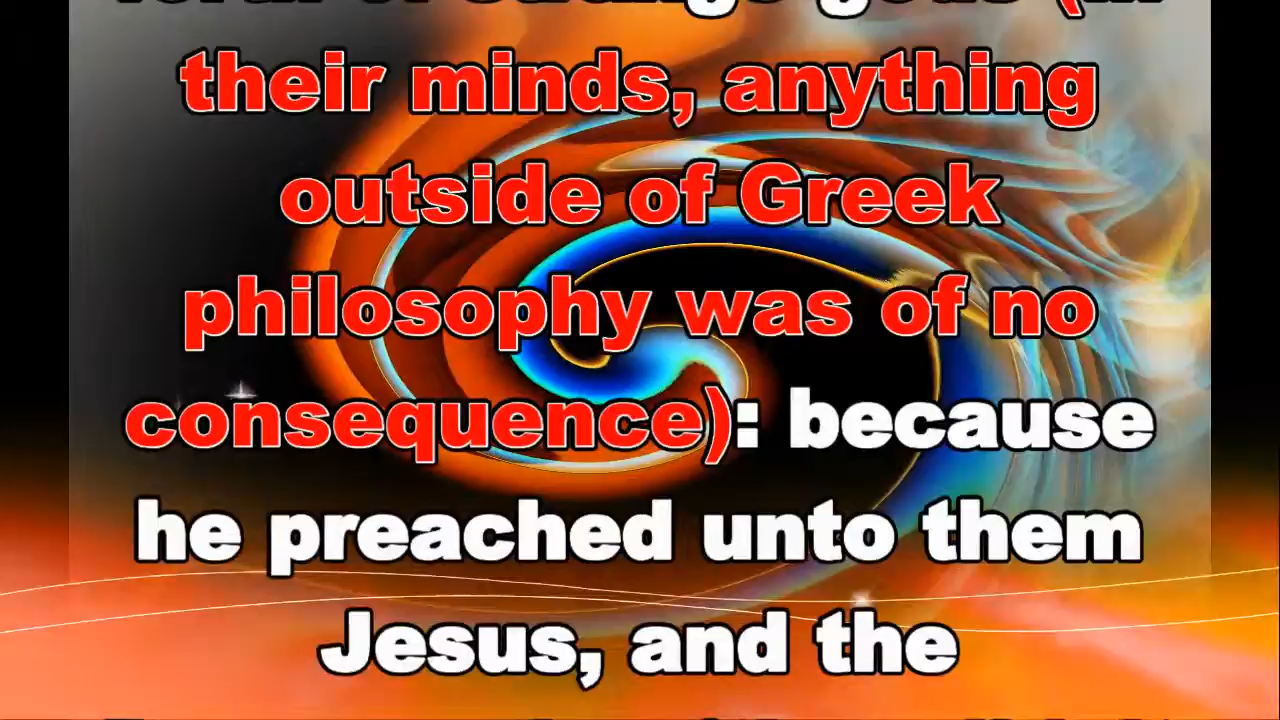 their minds, anything
outside of Greek
philosophy was of no
consequence): because
he preached unto them
Jesus, and the